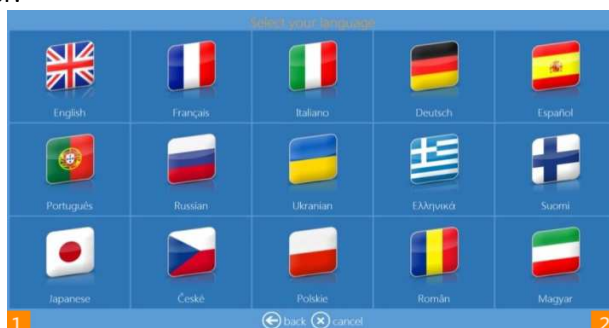 Select your language
English Français Italiano Deutsch Español
Português Russian Ukranian Ελληνικά Suomi
Japanese České Polskie Român Magyar
1 back cancel 2